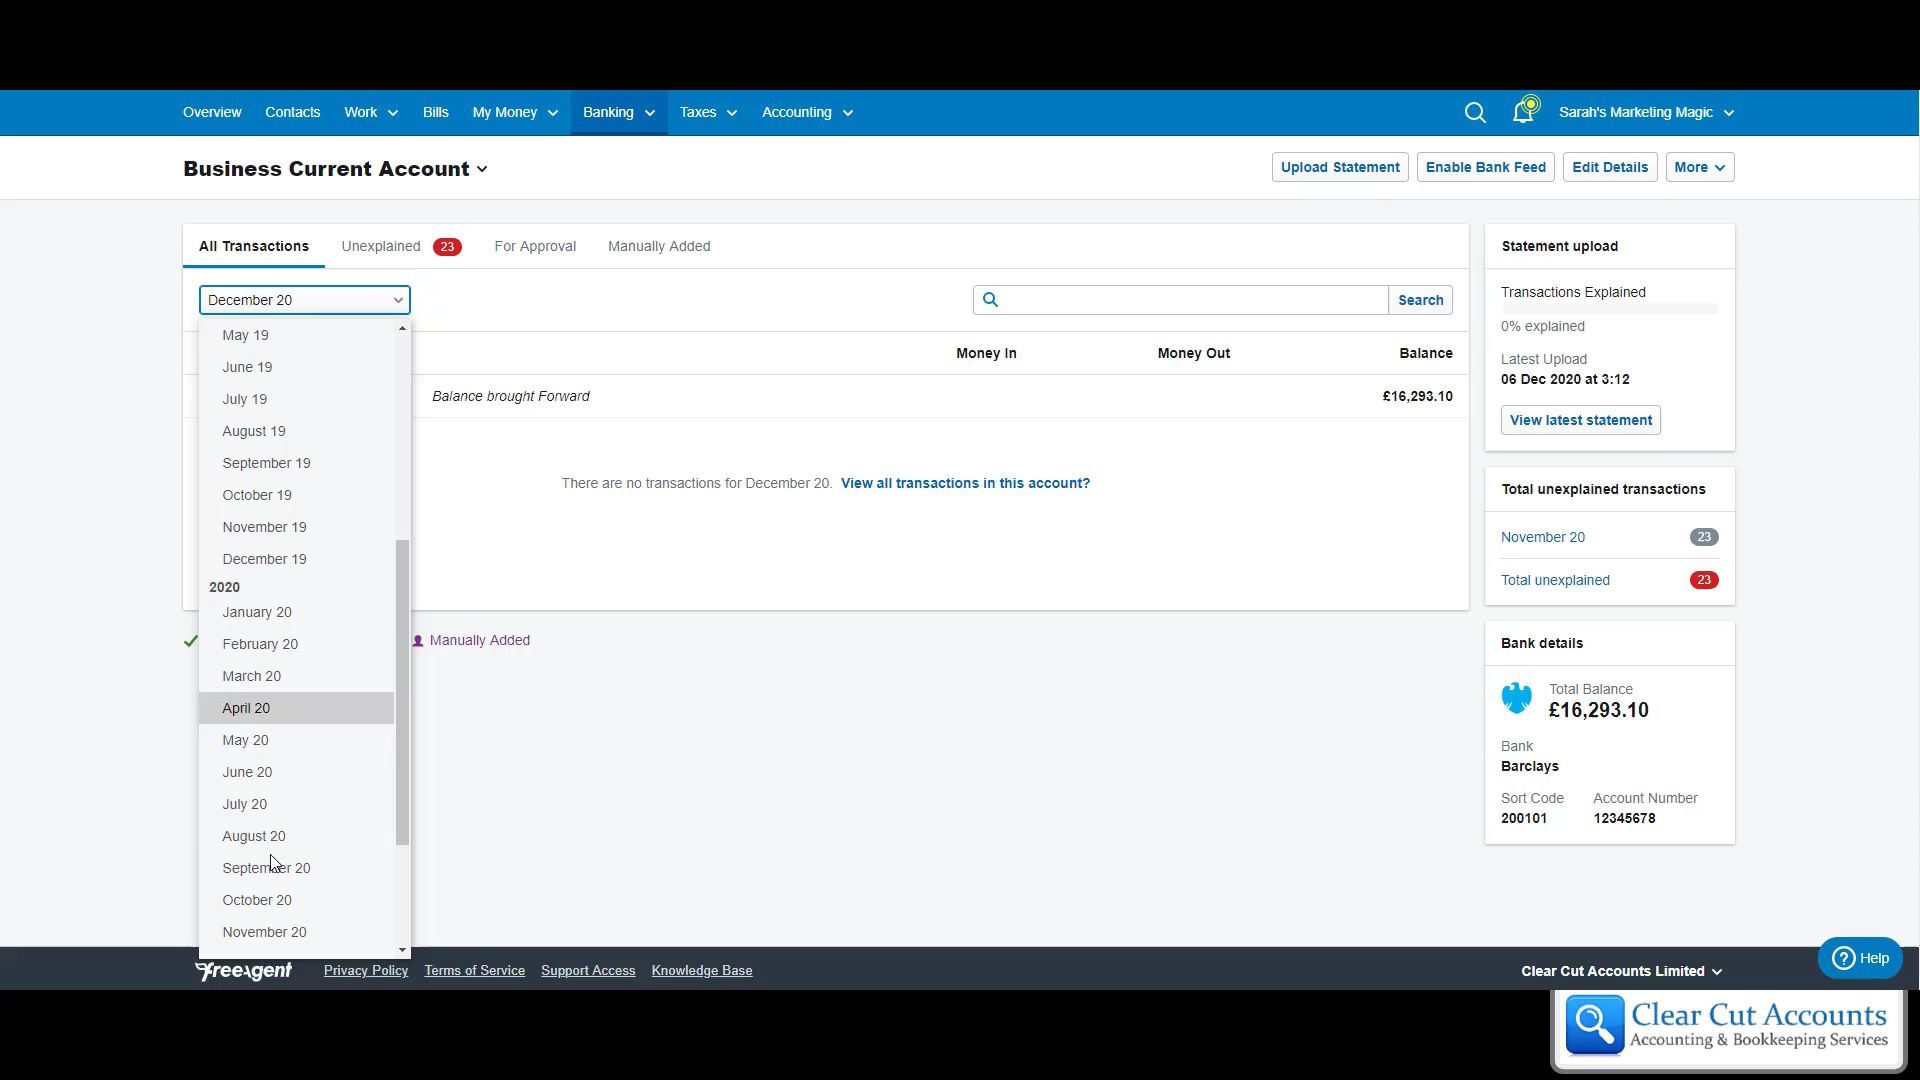 Overview Contacts Work Bills My Money Banking Taxes Accounting Sarah's Marketing Magic
Business Current Account Upload Statement Enable Bank Feed Edit Details More
All Transactions Unexplained 23 For Approval Manually Added
December 20 Search
May 19
June 19
July 19
August 19
September 19
October 19
November 19
December 19
2020
January 20
February 20
March 20
April 20
May 20
June 20
July 20
August 20
September 20
October 20
November 20
Money In Money Out Balance
Balance brought Forward £16,293.10
There are no transactions for December 20. View all transactions in this account?
Manually Added
Statement upload
Transactions Explained
0% explained
Latest Upload
06 Dec 2020 at 3:12
View latest statement
Total unexplained transactions
November 20 23
Total unexplained 23
Bank details
Total Balance
£16,293.10
Bank
Barclays
Sort Code Account Number
200101 12345678
freeagent Privacy Policy Terms of Service Support Access Knowledge Base Clear Cut Accounts Limited
Help
Clear Cut Accounts
Accounting & Bookkeeping Services